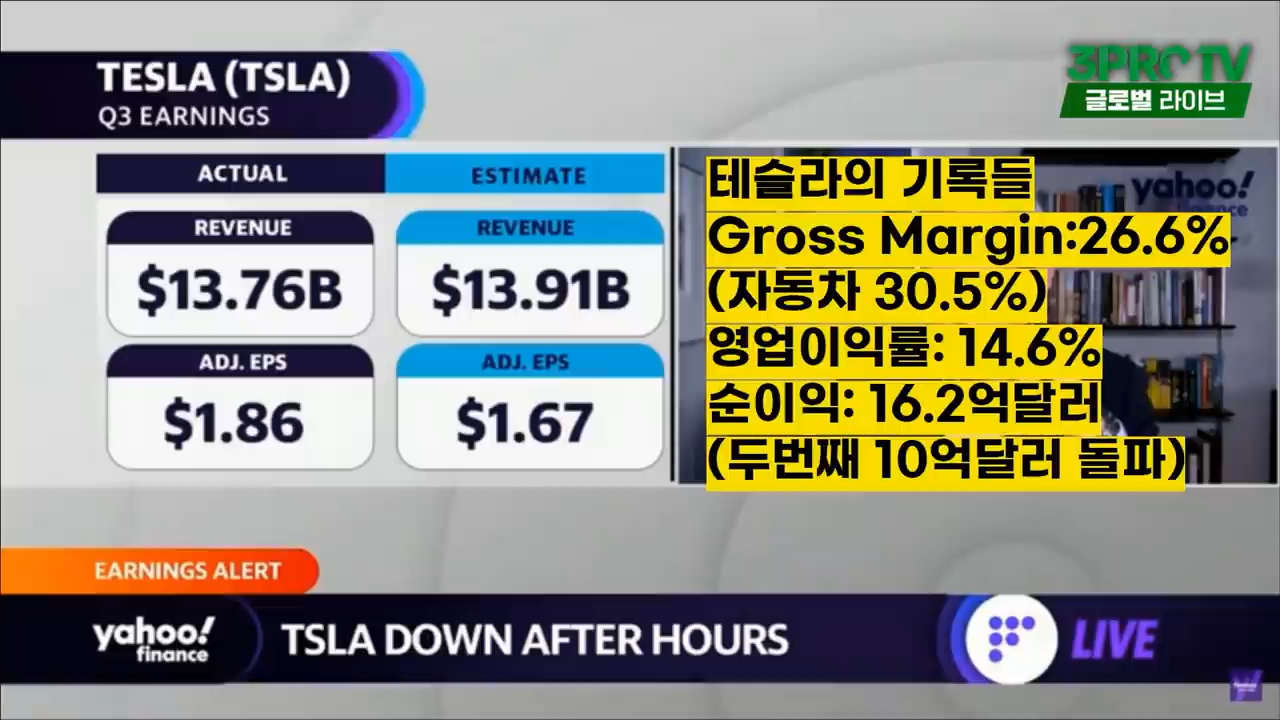 TESLA (TSLA)
Q3 EARNINGS
3PRO TV
글로벌 라이브
ACTUAL
ESTIMATE
REVENUE
$13.76B
REVENUE
$13.91B
ADJ. EPS
$1.86
ADJ. EPS
$1.67
테슬라의 기록들
Gross Margin:26.6%
(자동차 30.5%)
영업이익률: 14.6%
순이익: 16.2억달러
(두번째 10억달러 돌파)
yahoo!
EARNINGS ALERT
yahoo!
finance
TSLA DOWN AFTER HOURS
LIVE